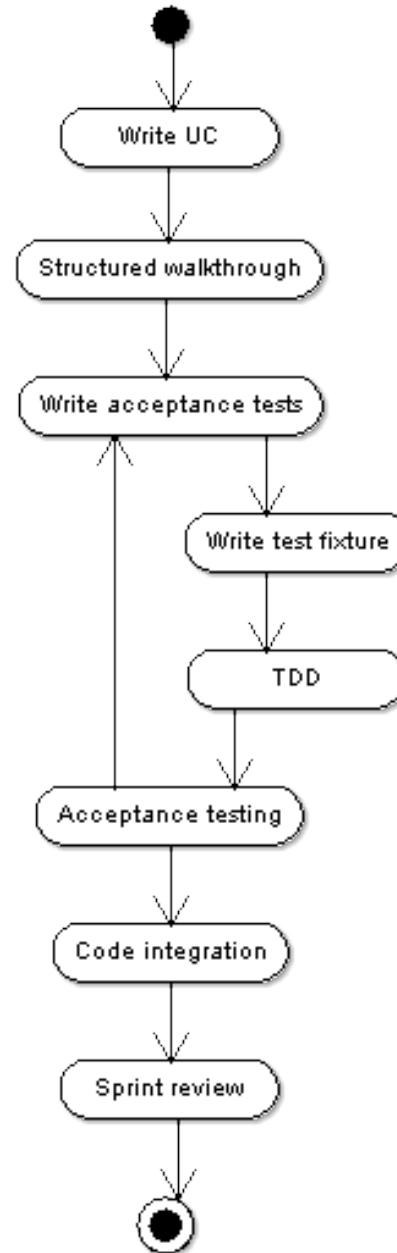 Write UC
Structured walkthrough
Write acceptance tests
Write test fixture
TDD
Acceptance testing
Code integration
Sprint review